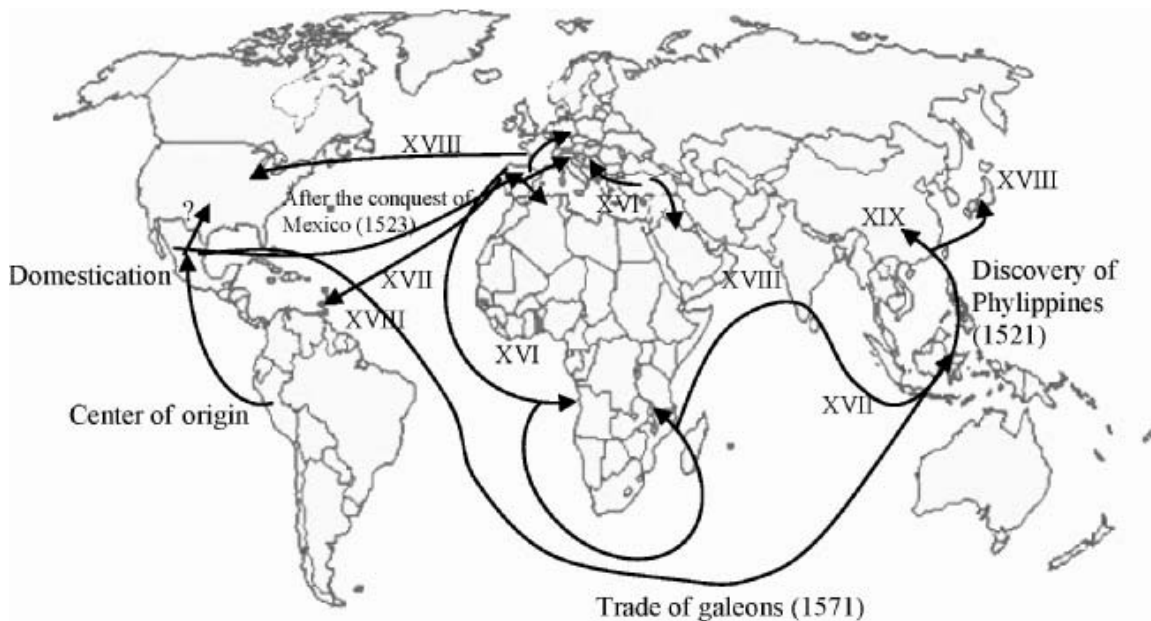 XVIII
After the conquest of
Mexico (1523)
?
Domestication
XVII
XVIII
XVI
XVI
Center of origin
XVIII
XVII
XIX
XVIII
Discovery of
Phylippines
(1521)
Trade of galeons (1571)